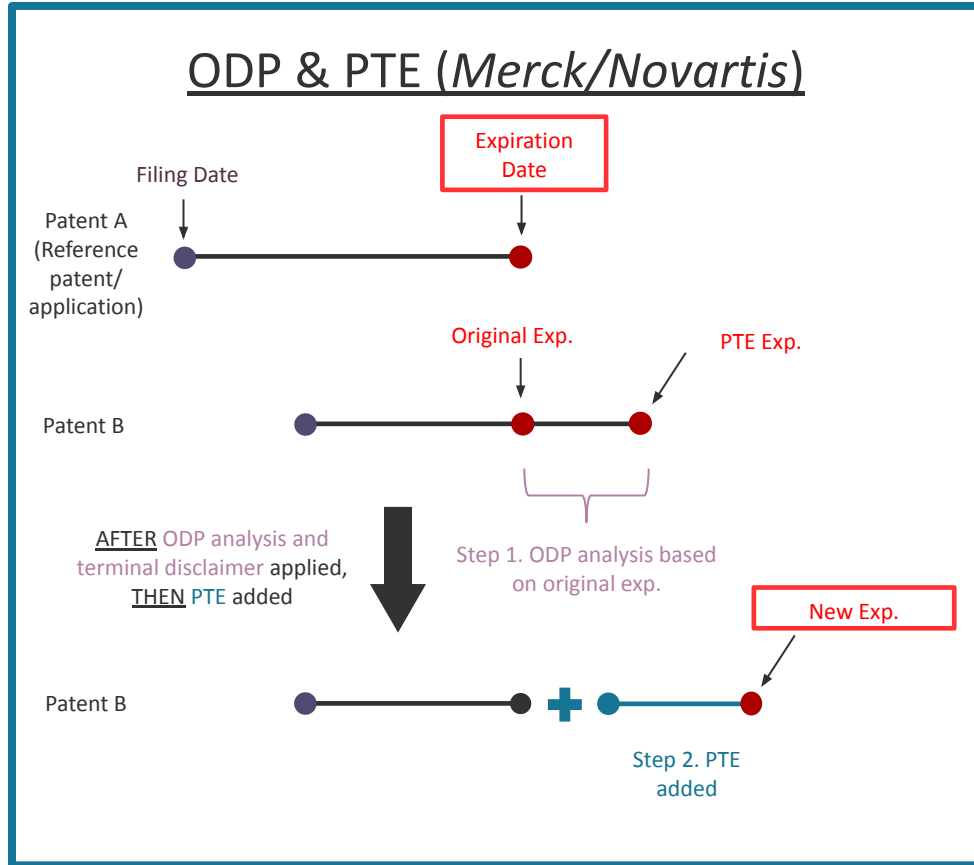 ODP & PTE (Merck/Novartis)
Expiration
Date
Filing Date
Patent A
(Reference
patent/
application)
Original Exp.
PTE Exp.
Patent B
AFTER ODP analysis and
terminal disclaimer applied,
THEN PTE added
Step 1. ODP analysis based
on original exp.
New Exp.
Patent B
Step 2. PTE
added